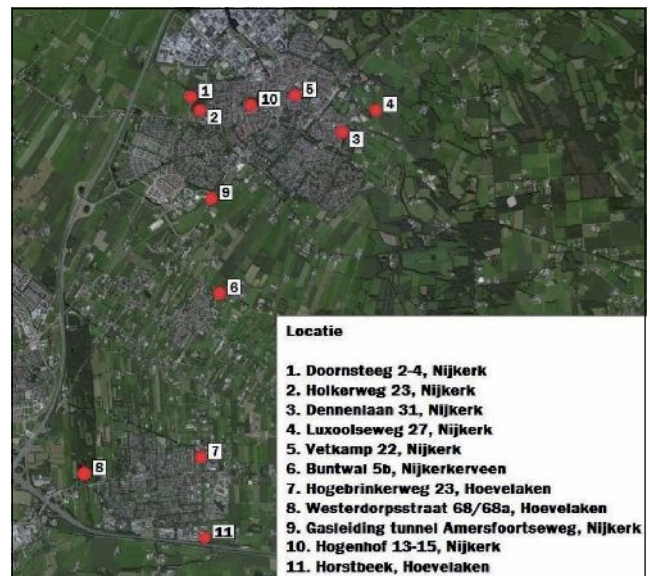 1
2
10
5
4
3
9
6
7
8
11
Locatie
1. Doornsteeg 2-4, Nijkerk
2. Holkerweg 23, Nijkerk
3. Dennenlaan 31, Nijkerk
4. Luxoolseweg 27, Nijkerk
5. Vetkamp 22, Nijkerk
6. Buntwal 5b, Nijkerkerveen
7. Hogebrinkerweg 23, Hoevelaken
8. Westerdorpsstraat 68/68a, Hoevelaken
9. Gasleiding tunnel Amersfoortseweg, Nijkerk
10. Hogenhof 13-15, Nijkerk
11. Horstbeek, Hoevelaken